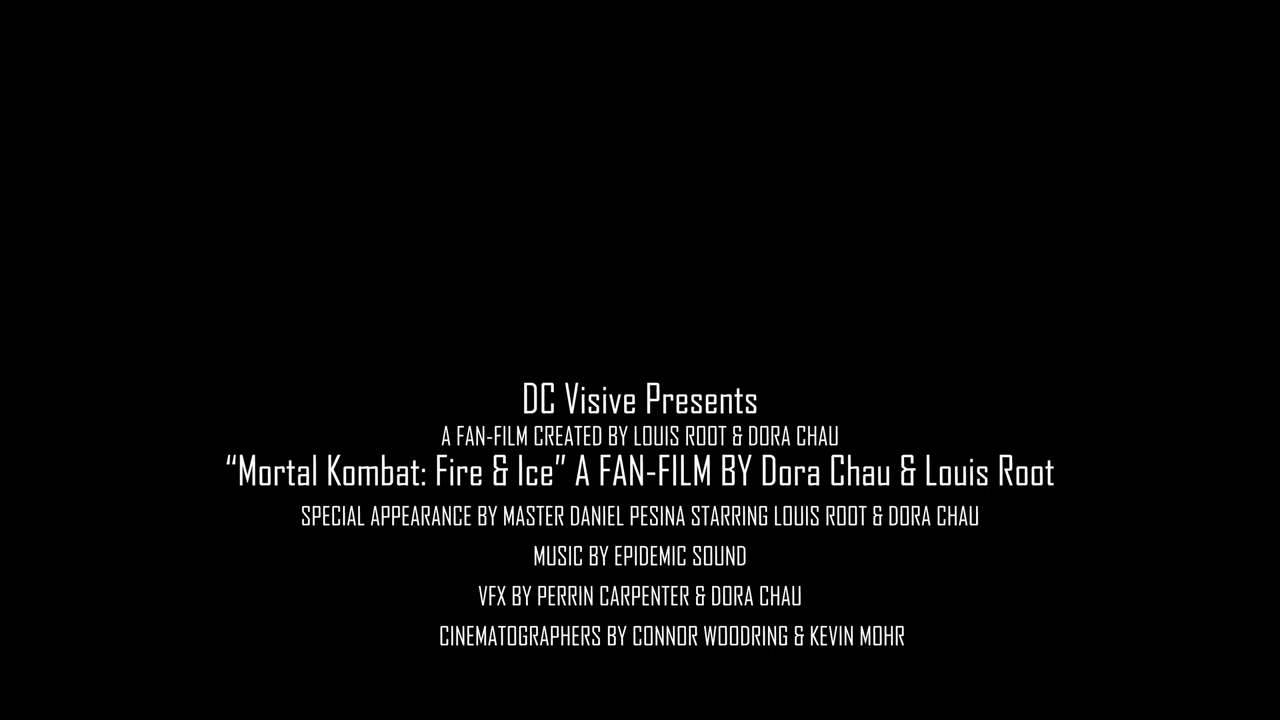 DC Visive Presents
A FAN-FILM CREATED BY LOUIS ROOT & DORA CHAU
“Mortal Kombat: Fire & Ice” A FAN-FILM BY Dora Chau & Louis Root
SPECIAL APPEARANCE BY MASTER DANIEL PESINA STARRING LOUIS ROOT & DORA CHAU
MUSIC BY EPIDEMIC SOUND
VFX BY PERRIN CARPENTER & DORA CHAU
CINEMATOGRAPHERS BY CONNOR WOODRING & KEVIN MOHR